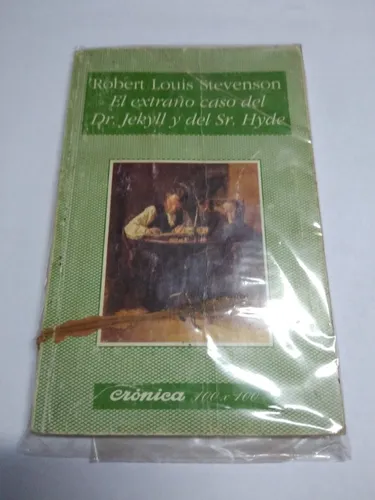 Robert Louis Stevenson
El extraño caso del
Dr. Jekyll y del Sr. Hyde
Crónica 100 x 100